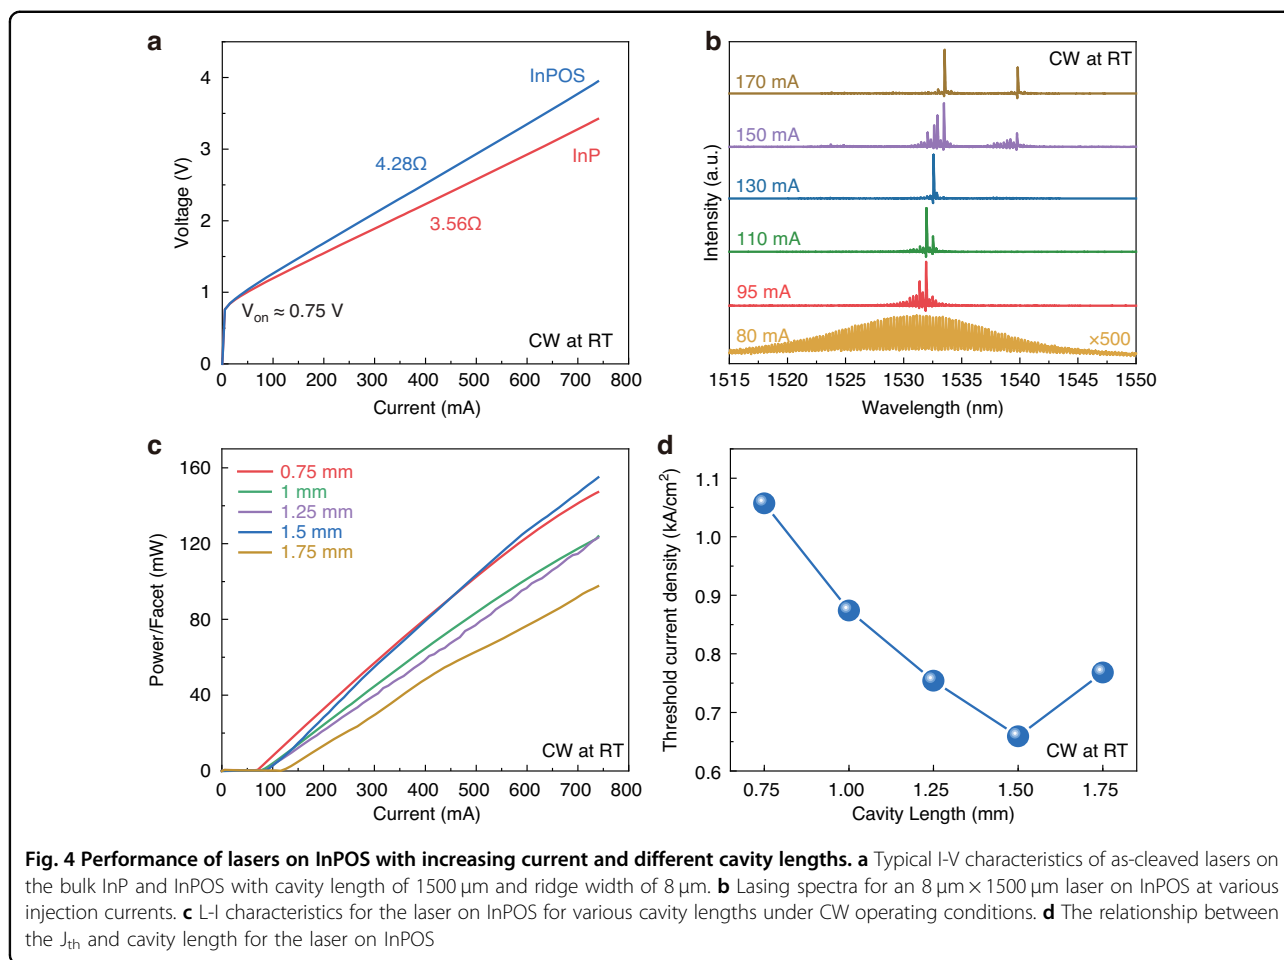 a
InPOS
4.28Ω
InP
3.56Ω
V_on ≈ 0.75 V
CW at RT
Voltage (V)
4
3
2
1
0
0 100 200 300 400 500 600 700 800
Current (mA)
b
CW at RT
170 mA
150 mA
130 mA
110 mA
95 mA
80 mA
×500
Intensity (a.u.)
1515 1520 1525 1530 1535 1540 1545 1550
Wavelength (nm)
c
160
120
80
40
0
0.75 mm
1 mm
1.25 mm
1.5 mm
1.75 mm
CW at RT
Power/Facet (mW)
0 100 200 300 400 500 600 700 800
Current (mA)
d
1.1
1.0
0.9
0.8
0.7
0.6
CW at RT
Threshold current density (kA/cm²)
0.75 1.00 1.25 1.50 1.75
Cavity Length (mm)
Fig. 4 Performance of lasers on InPOS with increasing current and different cavity lengths. a Typical I-V characteristics of as-cleaved lasers on
the bulk InP and InPOS with cavity length of 1500 μm and ridge width of 8 μm. b Lasing spectra for an 8 μm × 1500 μm laser on InPOS at various
injection currents. c L-I characteristics for the laser on InPOS for various cavity lengths under CW operating conditions. d The relationship between
the J_th and cavity length for the laser on InPOS